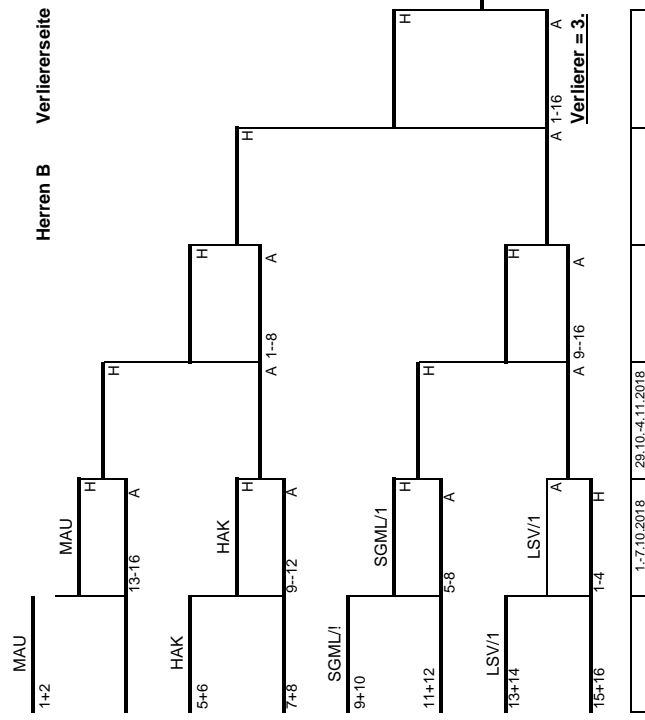 Herren B Verliererseite
MAU
1+2
MAU
H
13-16
A
H
H
1--8
A
A
HAK
5+6
HAK
H
7+8
9--12
A
H
H
A
SGML/!
9+10
SGML/1
H
11+12
5-8
A
H
H
9--16
A
A
LSV/1
13+14
LSV/1
A
15+16
1-4
H
1-16
A
A
Verlierer = 3.
1.-7.10.2018
29.10.-4.11.2018